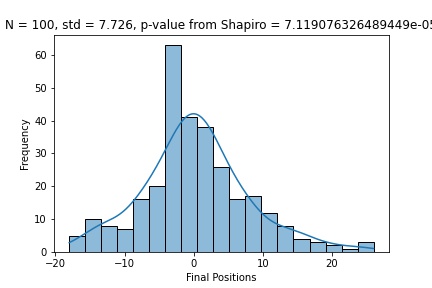 N = 100, std = 7.726, p-value from Shapiro = 7.119076326489449e-05
60
50
40
30
20
10
0
Frequency
−20 −10 0 10 20
Final Positions